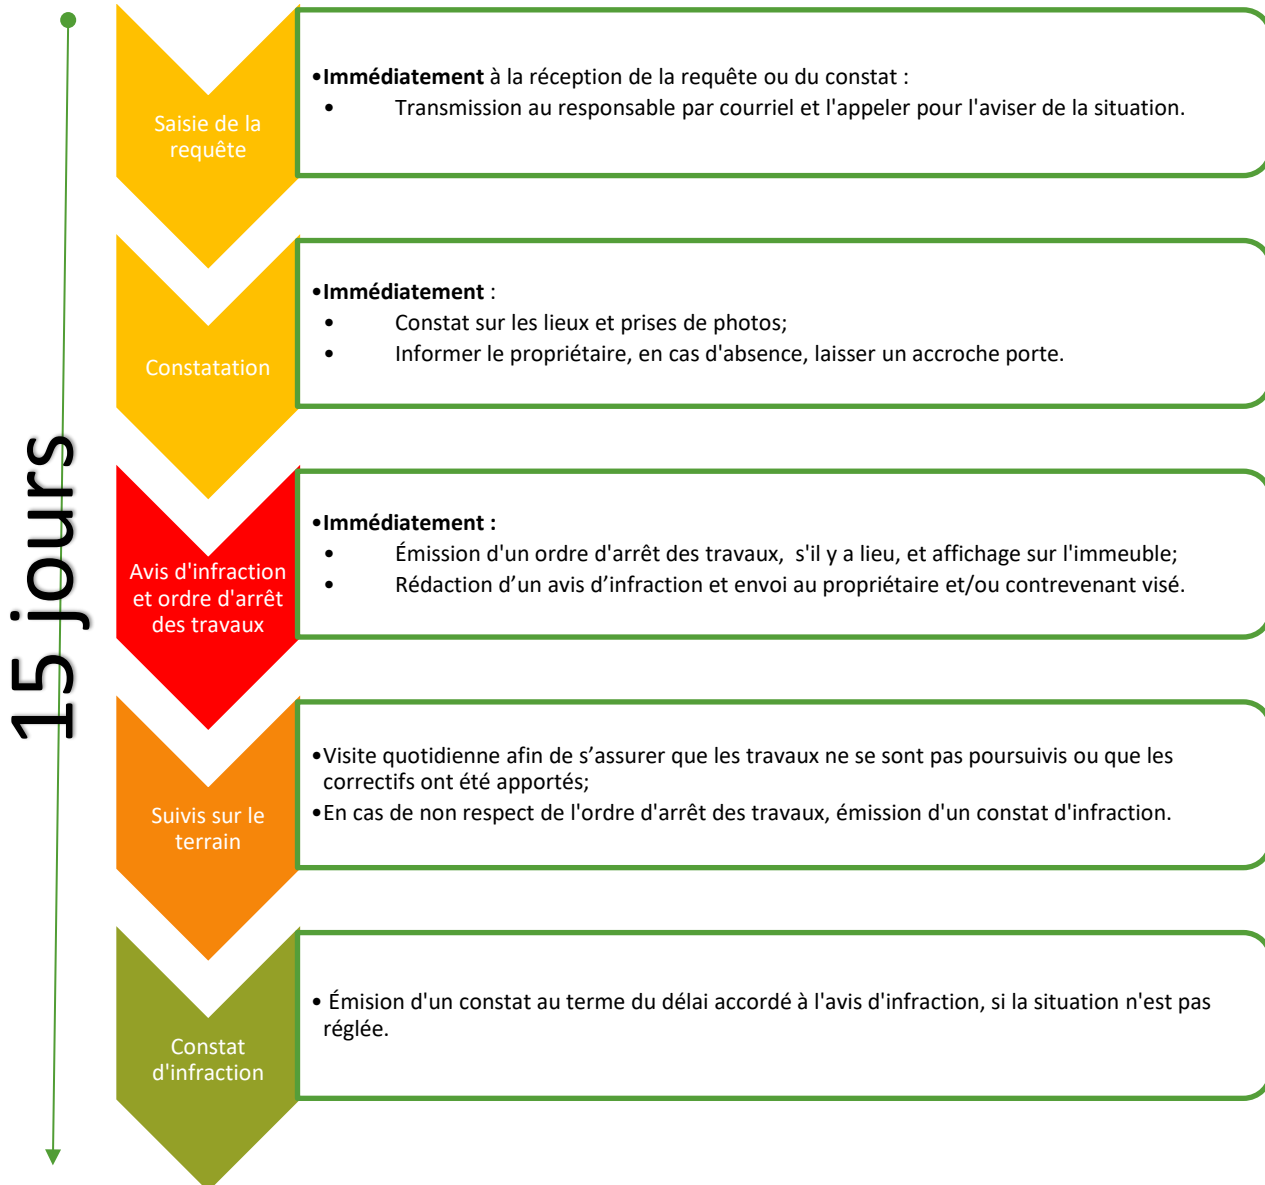 15 jours
Saisie de la
requête
•Immédiatement à la réception de la requête ou du constat :
• Transmission au responsable par courriel et l'appeler pour l'aviser de la situation.
Constatation
•Immédiatement :
• Constat sur les lieux et prises de photos;
• Informer le propriétaire, en cas d'absence, laisser un accroche porte.
Avis d'infraction
et ordre d'arrêt
des travaux
•Immédiatement :
• Émission d'un ordre d'arrêt des travaux, s'il y a lieu, et affichage sur l'immeuble;
• Rédaction d’un avis d’infraction et envoi au propriétaire et/ou contrevenant visé.
Suivis sur le
terrain
•Visite quotidienne afin de s’assurer que les travaux ne se sont pas poursuivis ou que les
correctifs ont été apportés;
•En cas de non respect de l'ordre d'arrêt des travaux, émission d'un constat d'infraction.
Constat
d'infraction
• Émision d'un constat au terme du délai accordé à l'avis d'infraction, si la situation n'est pas
réglée.